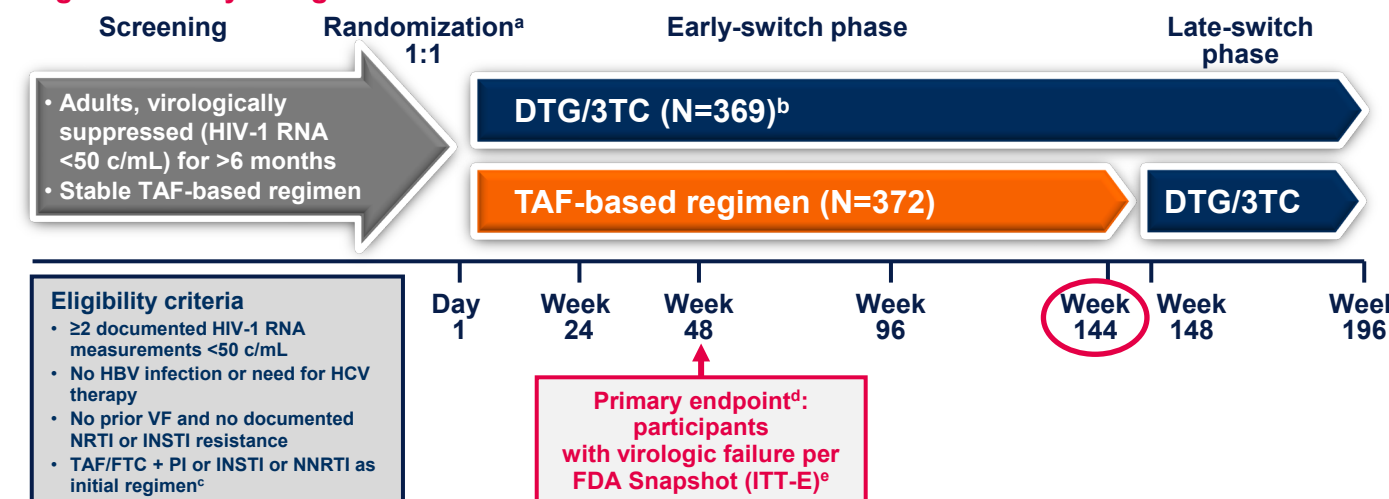 Screening
Randomizationᵃ
1:1
Early-switch phase
Late-switch
phase
• Adults, virologically
suppressed (HIV-1 RNA
<50 c/mL) for >6 months
• Stable TAF-based regimen
DTG/3TC (N=369)ᵇ
TAF-based regimen (N=372)
DTG/3TC
Day
1
Week
24
Week
48
Week
96
Week
144
Week
148
Week
196
Eligibility criteria
• ≥2 documented HIV-1 RNA
measurements <50 c/mL
• No HBV infection or need for HCV
therapy
• No prior VF and no documented
NRTI or INSTI resistance
• TAF/FTC + PI or INSTI or NNRTI as
initial regimenᶜ
Primary endpointᵈ:
participants
with virologic failure per
FDA Snapshot (ITT-E)ᵉ